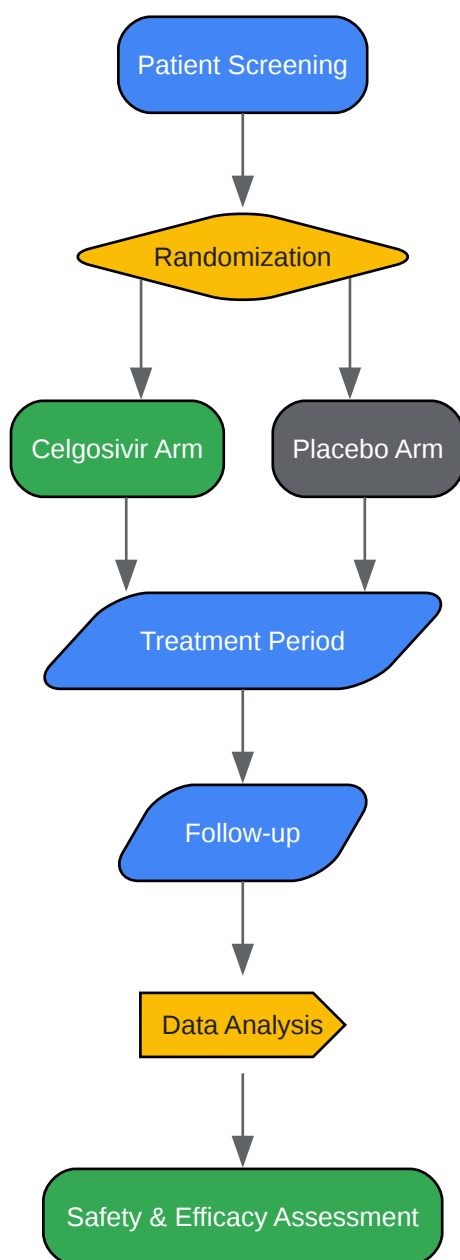 Patient Screening
Randomization
Celgosivir Arm
Placebo Arm
Treatment Period
Follow-up
Data Analysis
Safety & Efficacy Assessment